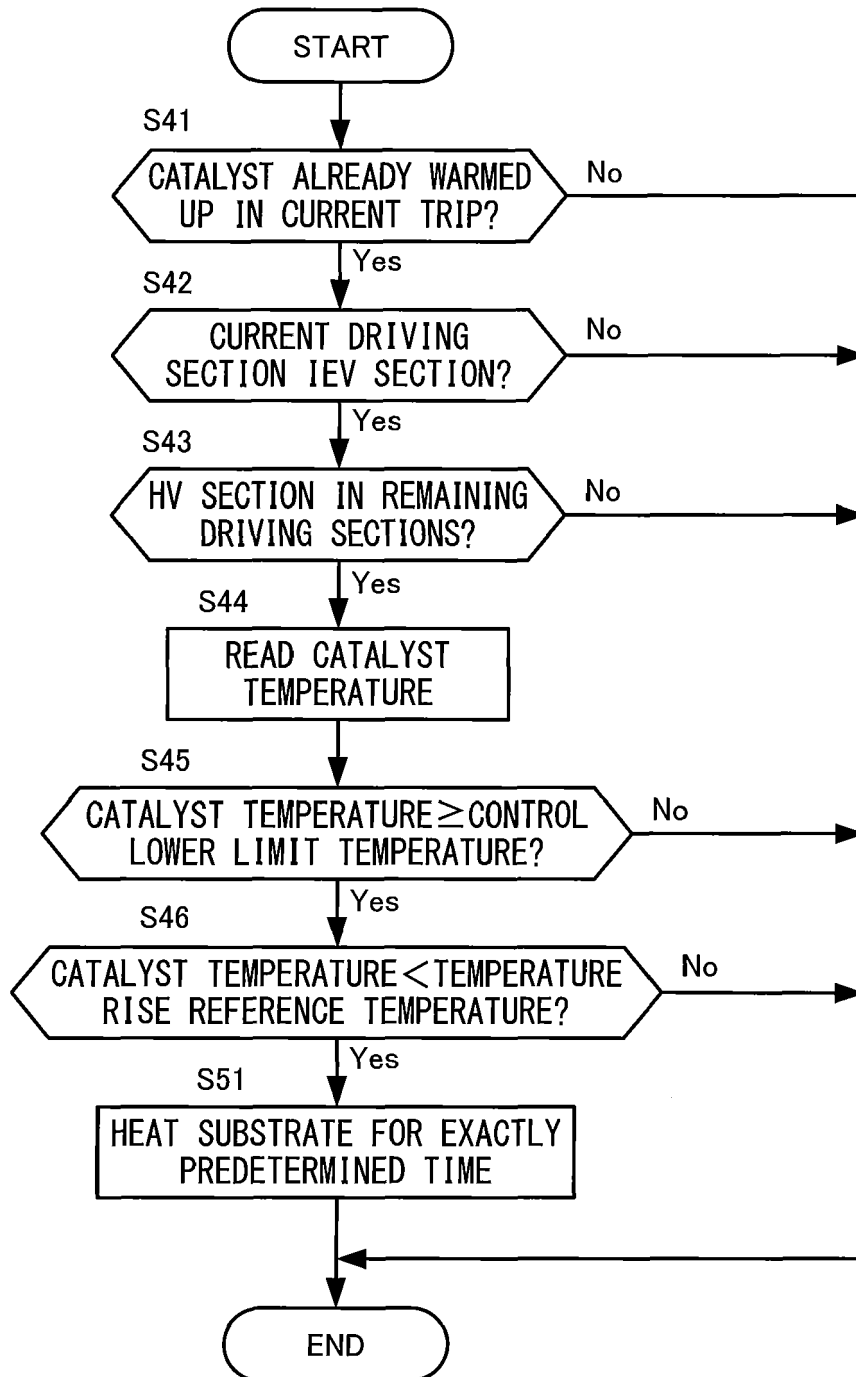 START
S41
CATALYST ALREADY WARMED
UP IN CURRENT TRIP?
No
Yes
S42
CURRENT DRIVING
SECTION IEV SECTION?
No
Yes
S43
HV SECTION IN REMAINING
DRIVING SECTIONS?
No
Yes
S44
READ CATALYST
TEMPERATURE
S45
CATALYST TEMPERATURE≥CONTROL
LOWER LIMIT TEMPERATURE?
No
Yes
S46
CATALYST TEMPERATURE<TEMPERATURE
RISE REFERENCE TEMPERATURE?
No
Yes
S51
HEAT SUBSTRATE FOR EXACTLY
PREDETERMINED TIME
END